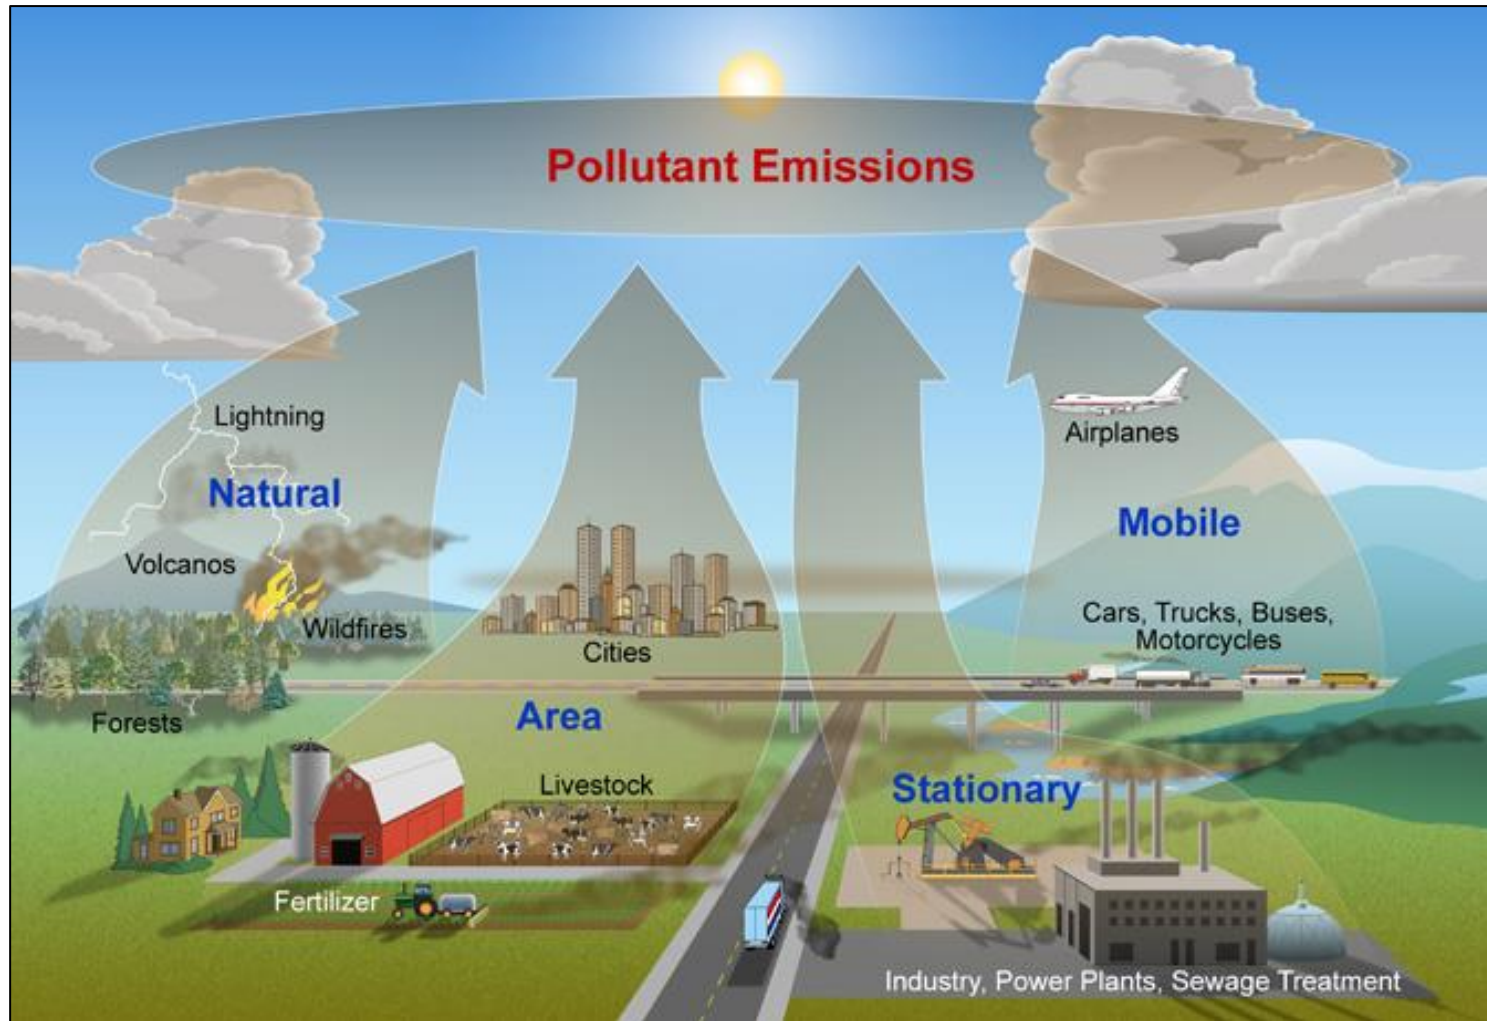 Pollutant Emissions
Lightning
Natural
Volcanos
Wildfires
Forests
Cities
Area
Livestock
Fertilizer
Airplanes
Mobile
Cars, Trucks, Buses,
Motorcycles
Stationary
Industry, Power Plants, Sewage Treatment